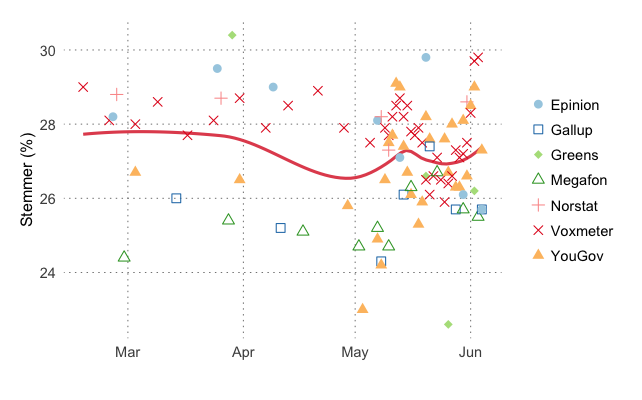 30
28
26
24
Stemmer (%)
Mar Apr May Jun
Epinion
Gallup
Greens
Megafon
Norstat
Voxmeter
YouGov